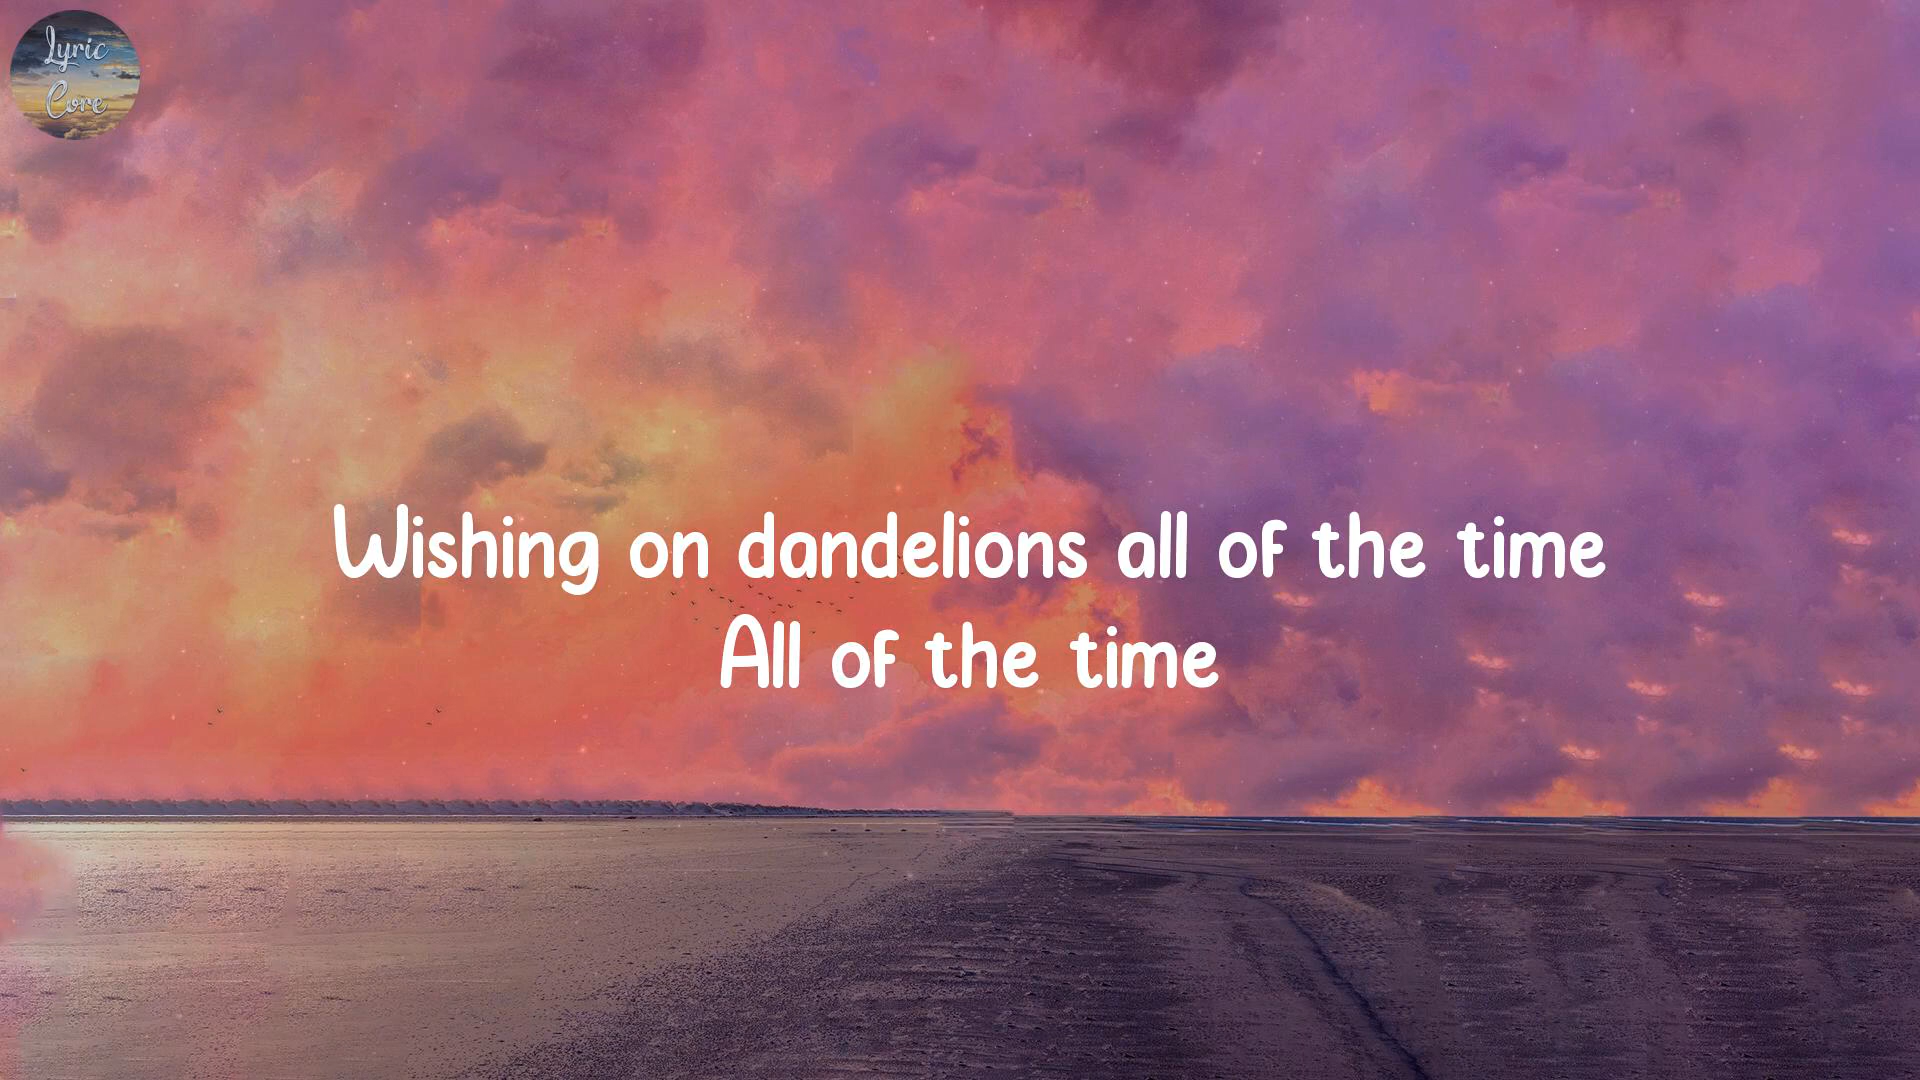 Lyric
Core
Wishing on dandelions all of the time
All of the time